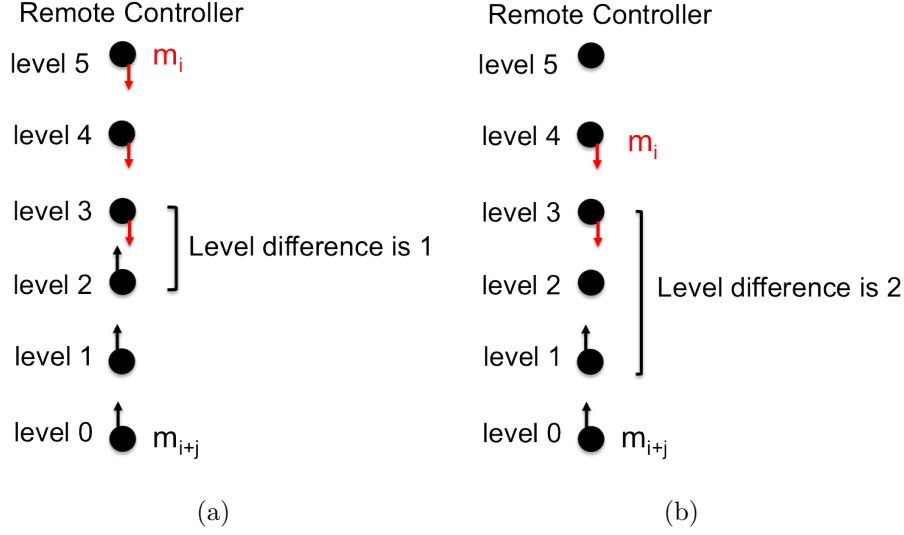 Remote Controller
level 5
m_i
level 4
level 3
Level difference is 1
level 2
level 1
level 0
m_{i+j}
(a)
Remote Controller
level 5
level 4
m_i
level 3
Level difference is 2
level 2
level 1
level 0
m_{i+j}
(b)